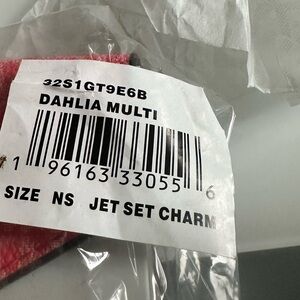 32S1GT9E6B
DAHLIA MULTI
1 96163 33055 6
SIZE NS JET SET CHARM